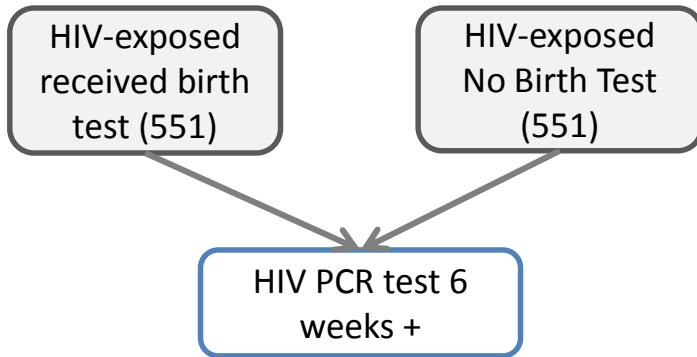 HIV-exposed
received birth
test (551)
HIV-exposed
No Birth Test
(551)
HIV PCR test 6
weeks +